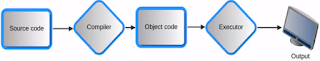 Source code
Compiler
Object code
Executor
Output